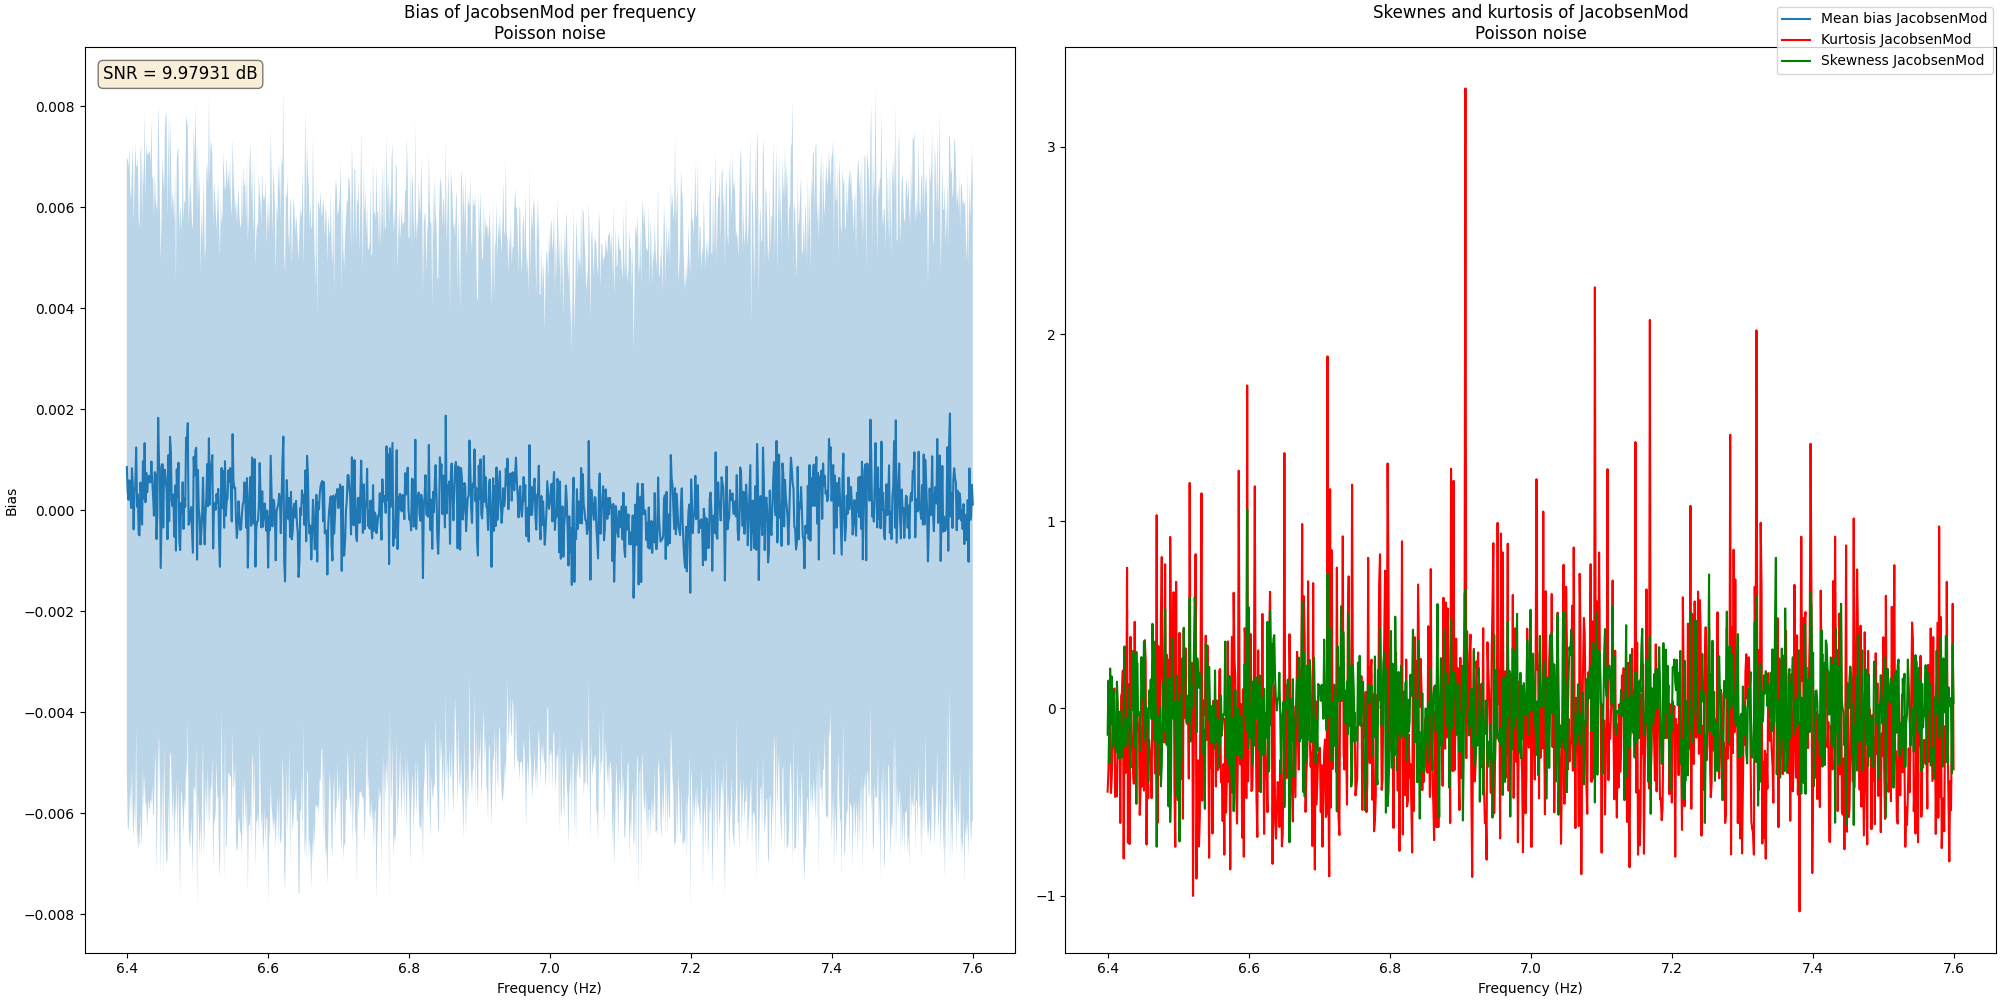 Bias of JacobsenMod per frequency
Poisson noise
SNR = 9.97931 dB
0.008
0.006
0.004
0.002
0.000
−0.002
−0.004
−0.006
−0.008
Bias
6.4
6.6
6.8
7.0
7.2
7.4
7.6
Frequency (Hz)
Skewnes and kurtosis of JacobsenMod
Poisson noise
Mean bias JacobsenMod
Kurtosis JacobsenMod
Skewness JacobsenMod
3
2
1
0
−1
6.4
6.6
6.8
7.0
7.2
7.4
7.6
Frequency (Hz)